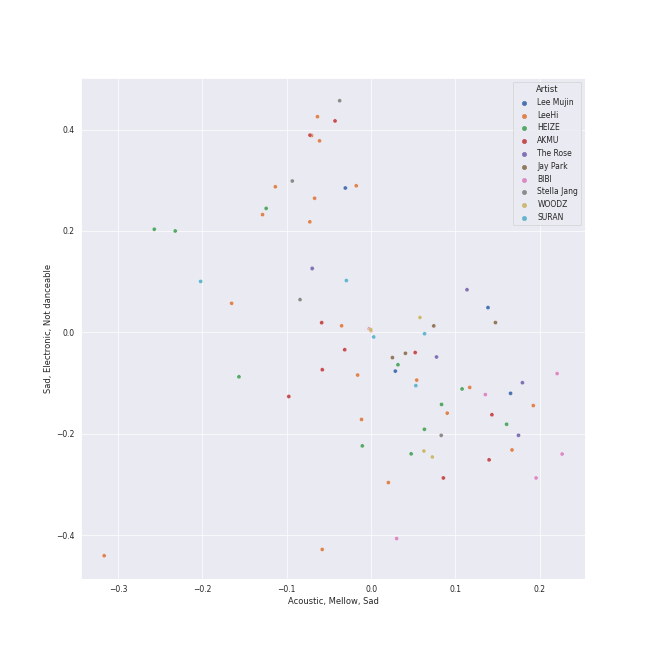 Artist
Lee Mujin
LeeHi
HEIZE
AKMU
The Rose
Jay Park
BIBI
Stella Jang
WOODZ
SURAN
0.4
0.2
0.0
−0.2
−0.4
Sad, Electronic, Not danceable
−0.3
−0.2
−0.1
0.0
0.1
0.2
Acoustic, Mellow, Sad